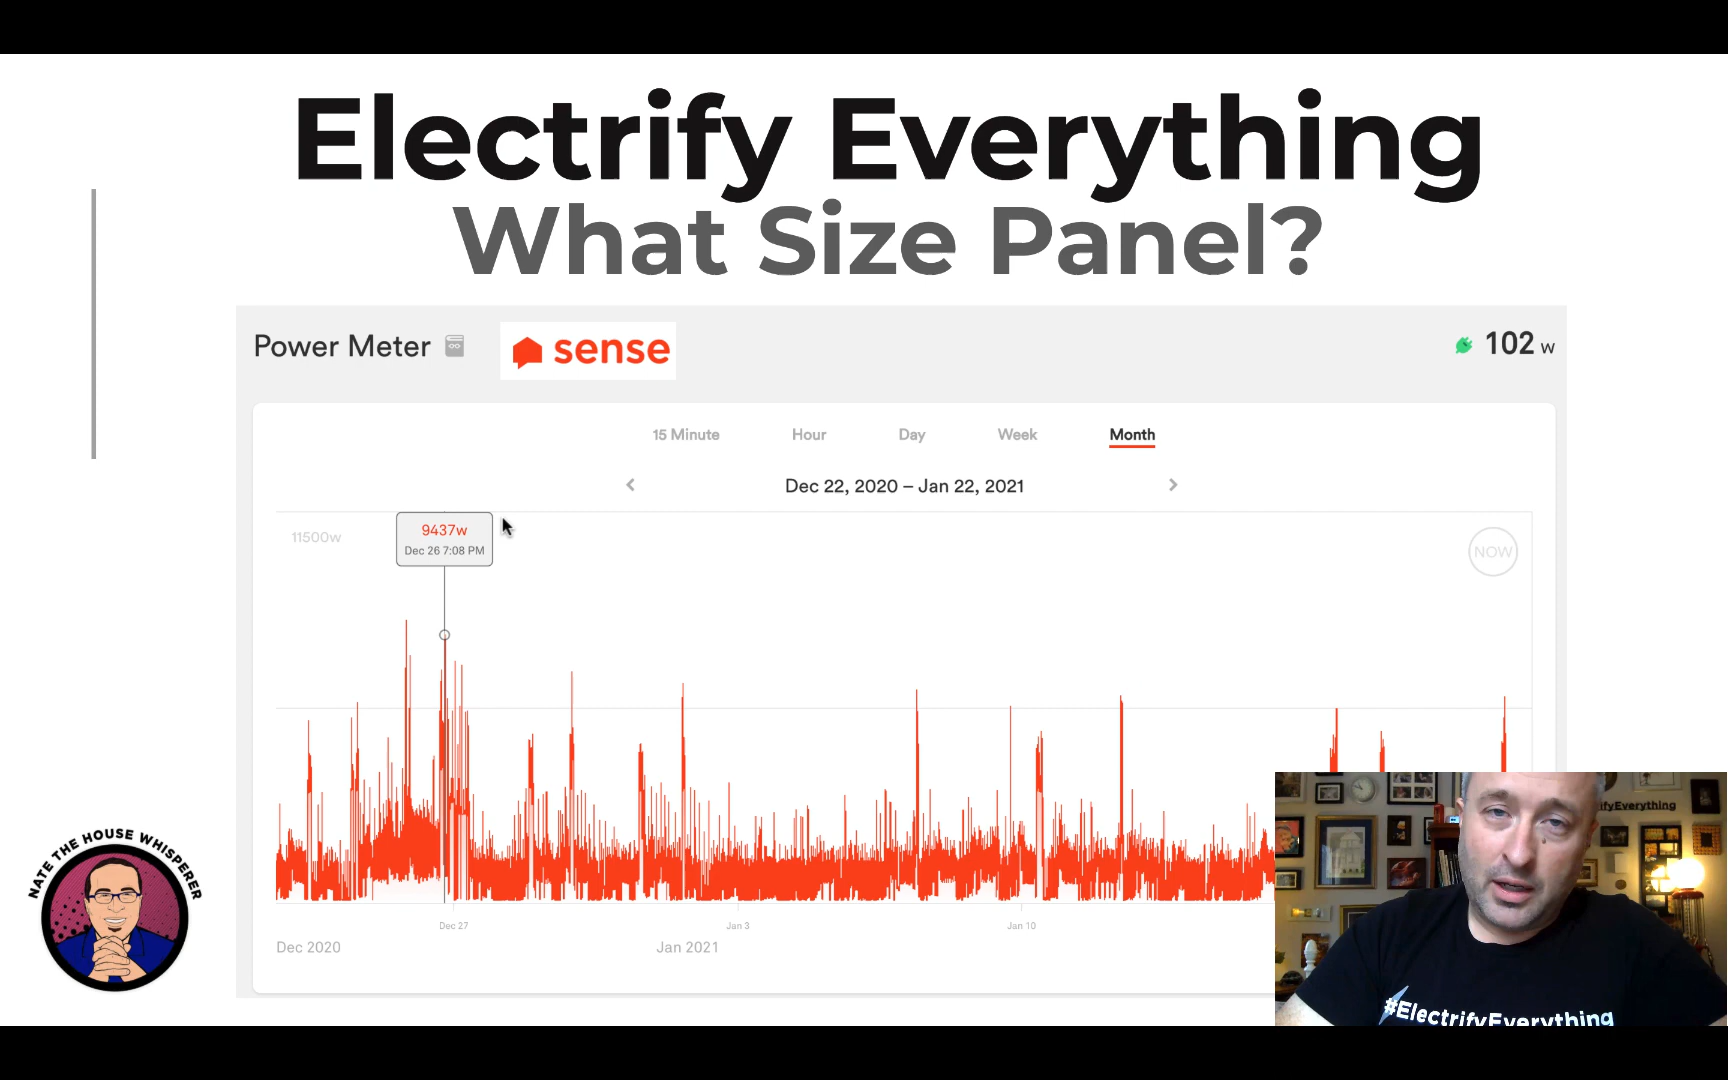 Electrify Everything
What Size Panel?
Power Meter
sense
102 w
15 Minute Hour Day Week Month
Dec 22, 2020 – Jan 22, 2021
11500w
9437w
Dec 26 7:08 PM
NOW
Dec 27 Jan 3 Jan 10
Dec 2020 Jan 2021
NATE THE HOUSE WHISPERER
ifyEverything
#ElectrifyEverything